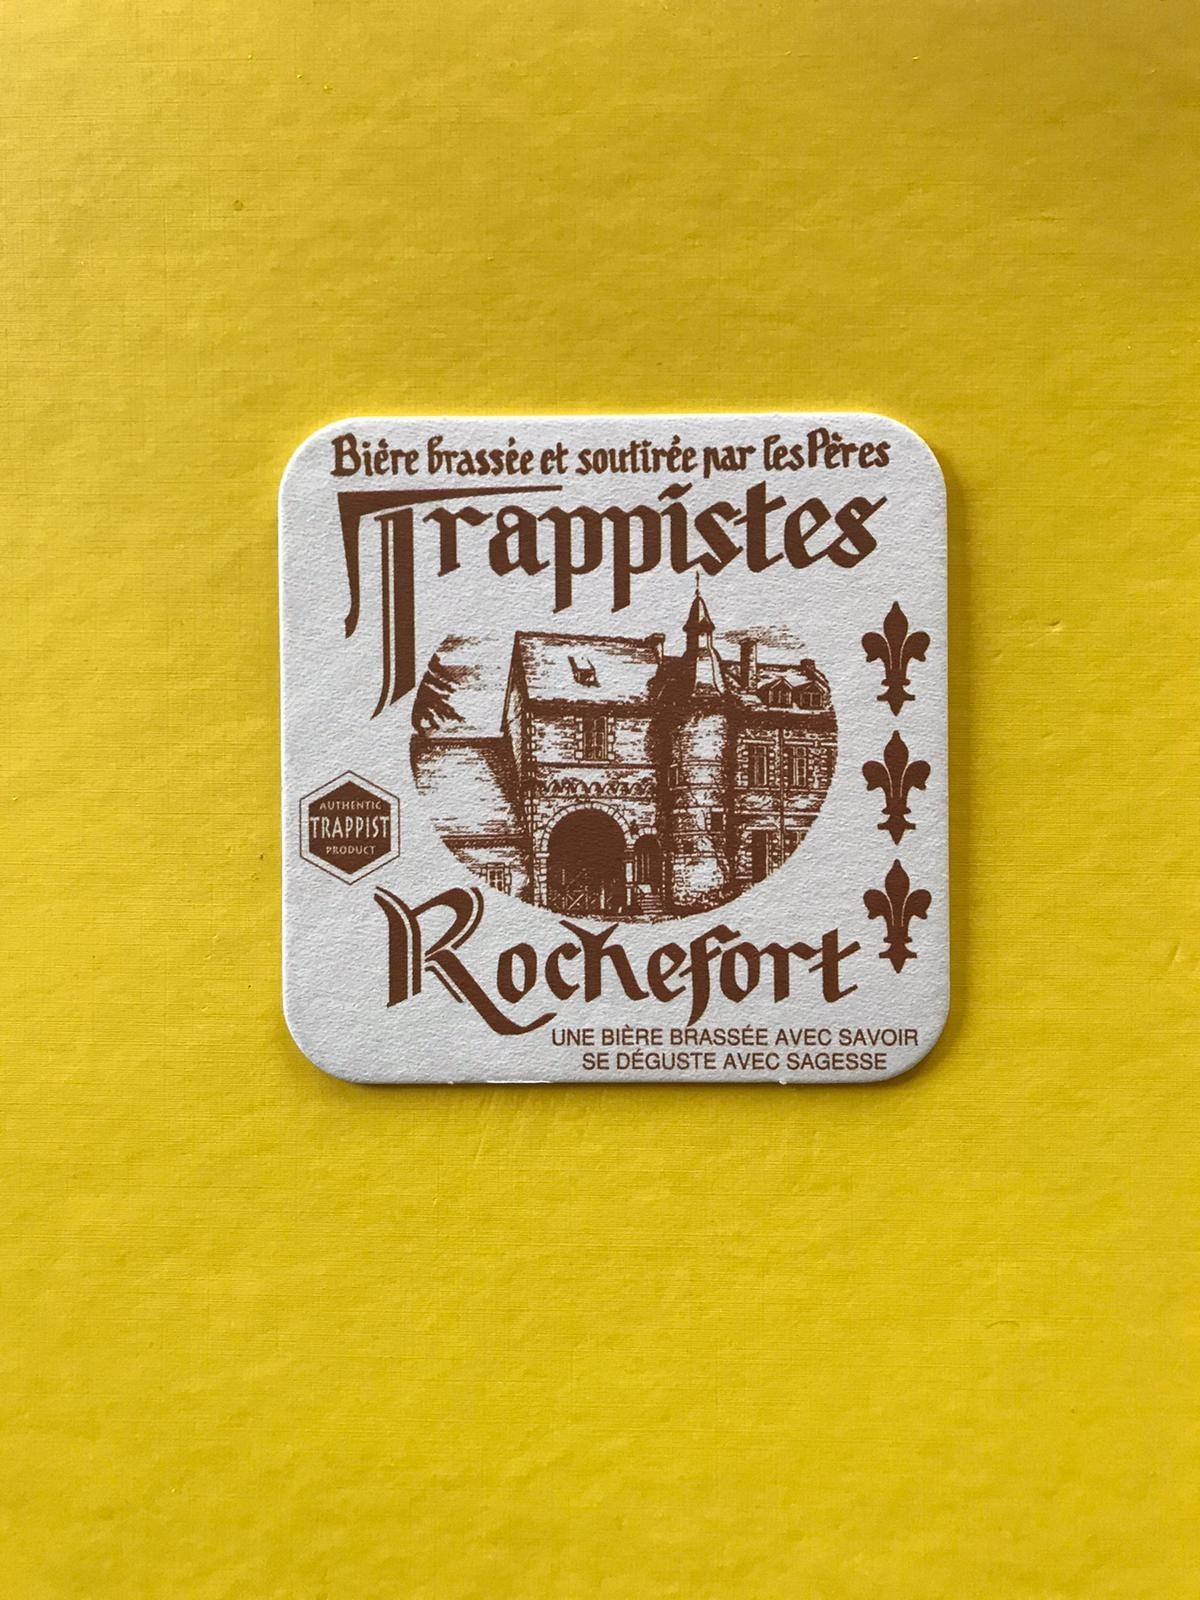 Bière brassée et soutirée par les Pères
Trappistes
AUTHENTIC
TRAPPIST
PRODUCT
Rochefort
UNE BIÈRE BRASSÉE AVEC SAVOIR
SE DÉGUSTE AVEC SAGESSE